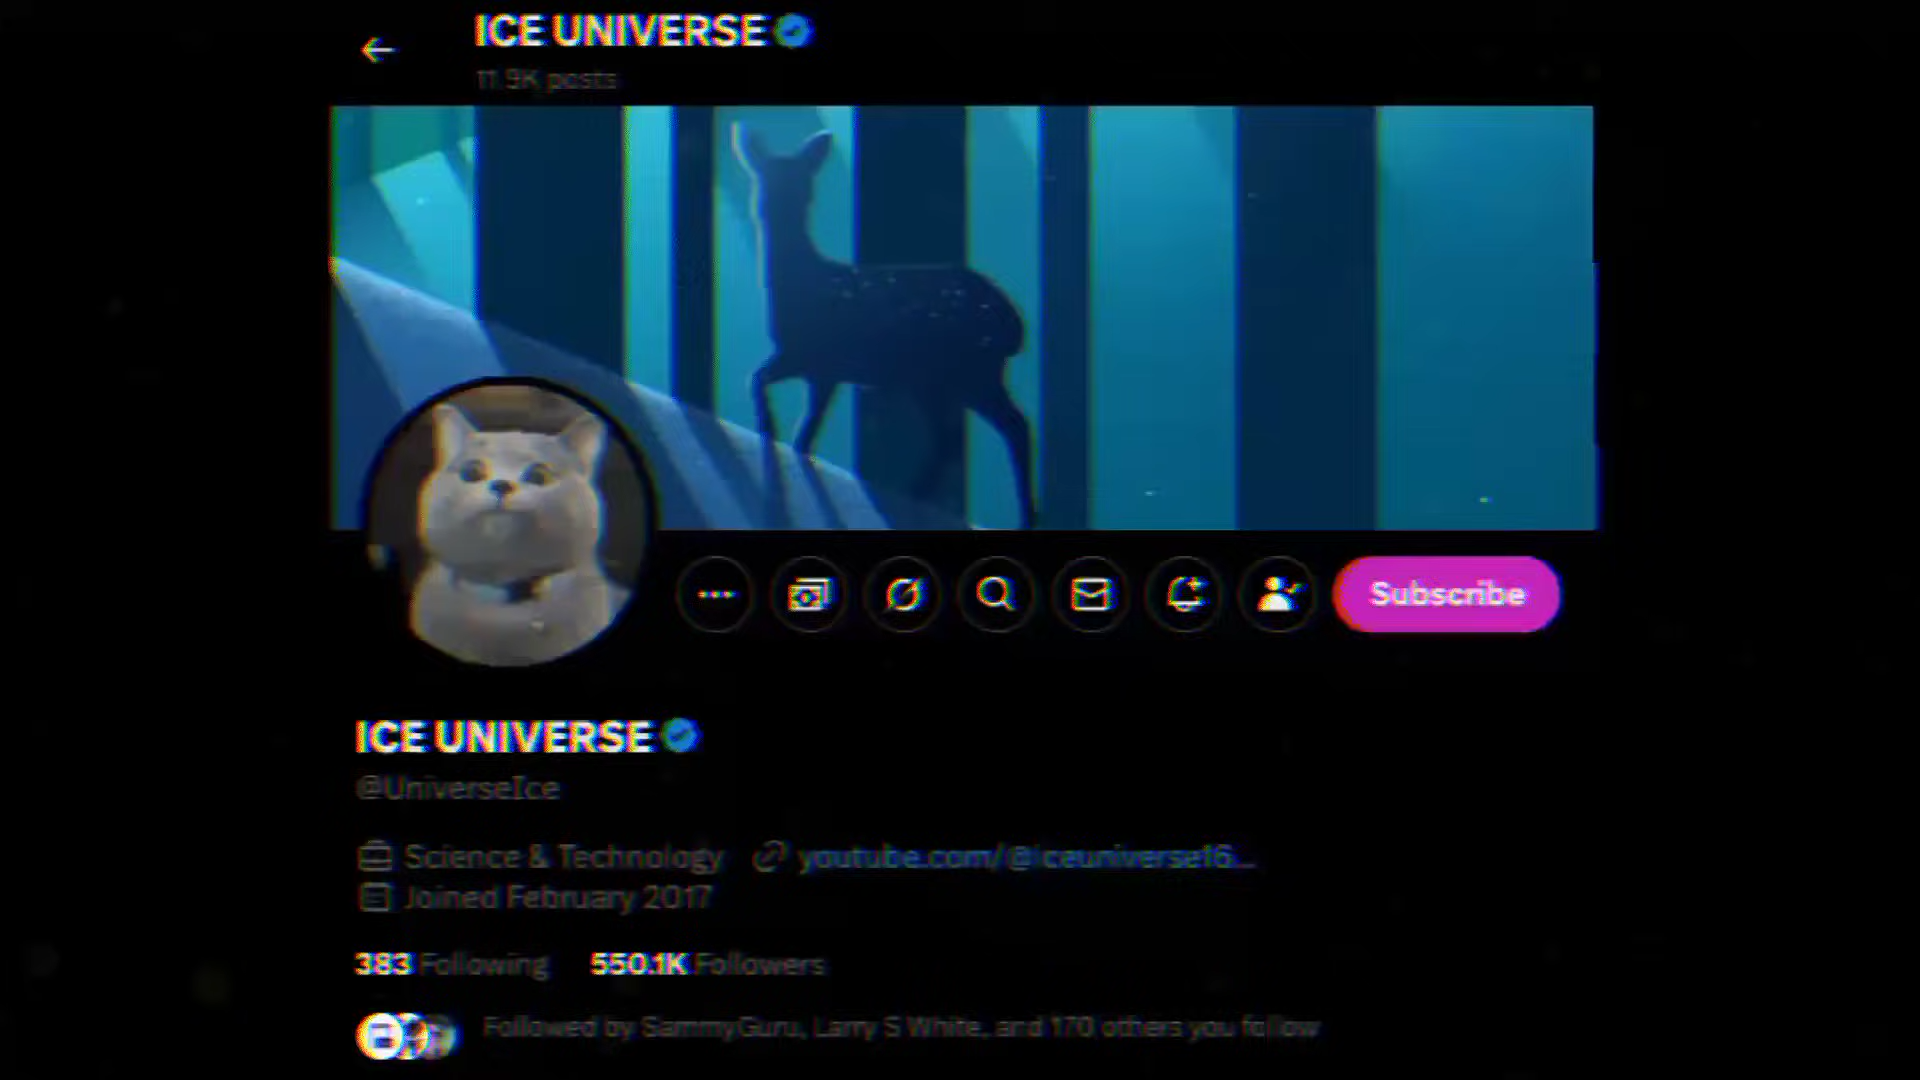 ICE UNIVERSE
11.9K posts
Subscribe
ICE UNIVERSE
@UniverseIce
Science & Technology youtube.com/@iceuniverse16...
Joined February 2017
383 Following 550.1K Followers
Followed by SammyGuru, Larry S White, and 170 others you follow